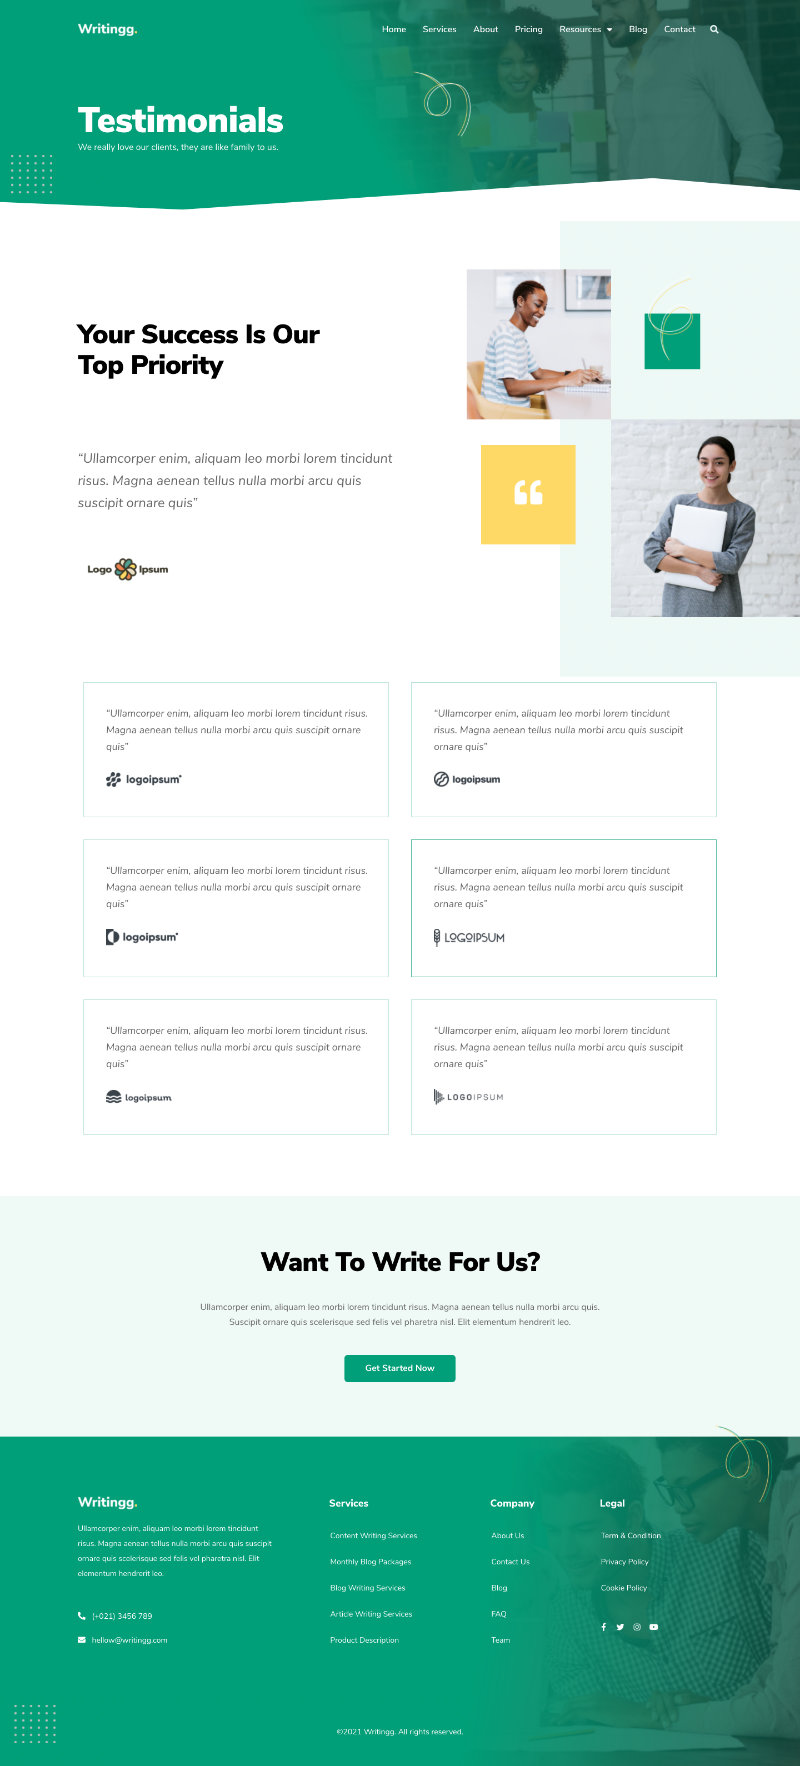 Writingg.
Home Services About Pricing Resources Blog Contact
Testimonials
We really love our clients, they are like family to us.
Your Success Is Our
Top Priority
“Ullamcorper enim, aliquam leo morbi lorem tincidunt
risus. Magna aenean tellus nulla morbi arcu quis
suscipit ornare quis”
Logo Ipsum
“Ullamcorper enim, aliquam leo morbi lorem tincidunt risus.
Magna aenean tellus nulla morbi arcu quis suscipit ornare
quis”
logoipsum
“Ullamcorper enim, aliquam leo morbi lorem tincidunt
risus. Magna aenean tellus nulla morbi arcu quis suscipit
ornare quis”
logoipsum
“Ullamcorper enim, aliquam leo morbi lorem tincidunt risus.
Magna aenean tellus nulla morbi arcu quis suscipit ornare
quis”
logoipsum
“Ullamcorper enim, aliquam leo morbi lorem tincidunt
risus. Magna aenean tellus nulla morbi arcu quis suscipit
ornare quis”
LOGOIPSUM
“Ullamcorper enim, aliquam leo morbi lorem tincidunt risus.
Magna aenean tellus nulla morbi arcu quis suscipit ornare
quis”
logoipsum
“Ullamcorper enim, aliquam leo morbi lorem tincidunt
risus. Magna aenean tellus nulla morbi arcu quis suscipit
ornare quis”
LOGOIPSUM
Want To Write For Us?
Ullamcorper enim, aliquam leo morbi lorem tincidunt risus. Magna aenean tellus nulla morbi arcu quis.
Suscipit ornare quis scelerisque sed felis vel pharetra nisl. Elit elementum hendrerit leo.
Get Started Now
Writingg.
Ullamcorper enim, aliquam leo morbi lorem tincidunt
risus. Magna aenean tellus nulla morbi arcu quis suscipit
ornare quis scelerisque sed felis vel pharetra nisl. Elit
elementum hendrerit leo.
(+021) 3456 789
hellow@writingg.com
Services
Content Writing Services
Monthly Blog Packages
Blog Writing Services
Article Writing Services
Product Description
Company
About Us
Contact Us
Blog
FAQ
Team
Legal
Term & Condition
Privacy Policy
Cookie Policy
©2021 Writingg. All rights reserved.